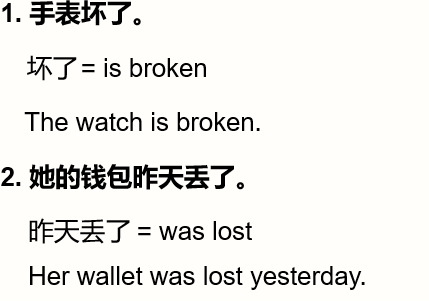 1. 手表坏了。
坏了= is broken
The watch is broken.
2. 她的钱包昨天丢了。
昨天丢了 = was lost
Her wallet was lost yesterday.